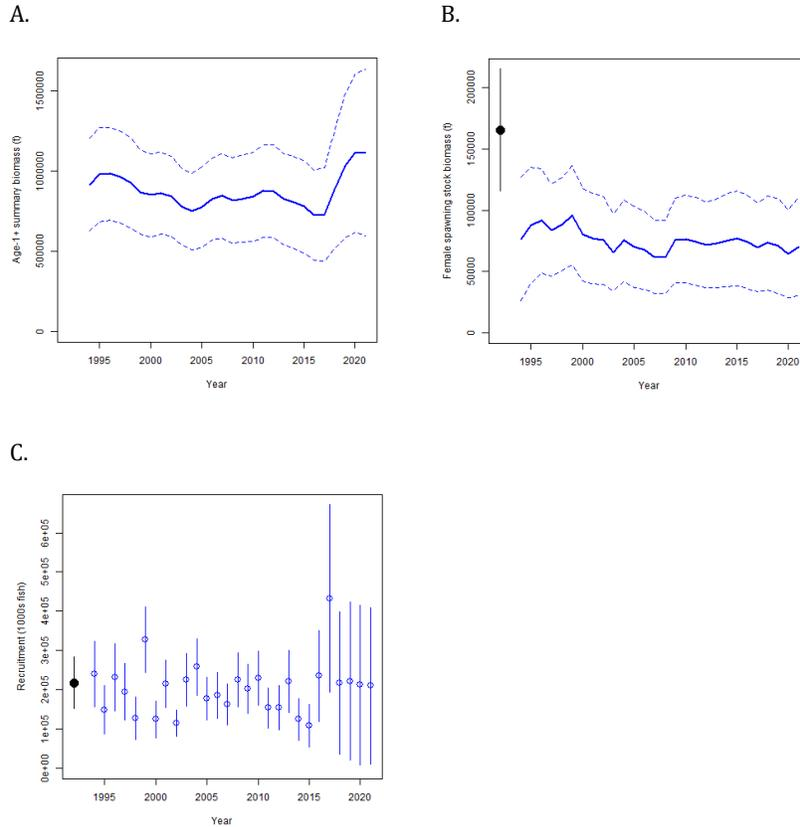 A.
B.
Age-1+ summary biomass (t)
0
500000
1000000
1500000
1995
2000
2005
2010
2015
2020
Year
Female spawning stock biomass (t)
0
50000
100000
150000
200000
1995
2000
2005
2010
2015
2020
Year
C.
Recruitment (1000s fish)
0e+00
1e+05
2e+05
3e+05
4e+05
5e+05
6e+05
1995
2000
2005
2010
2015
2020
Year